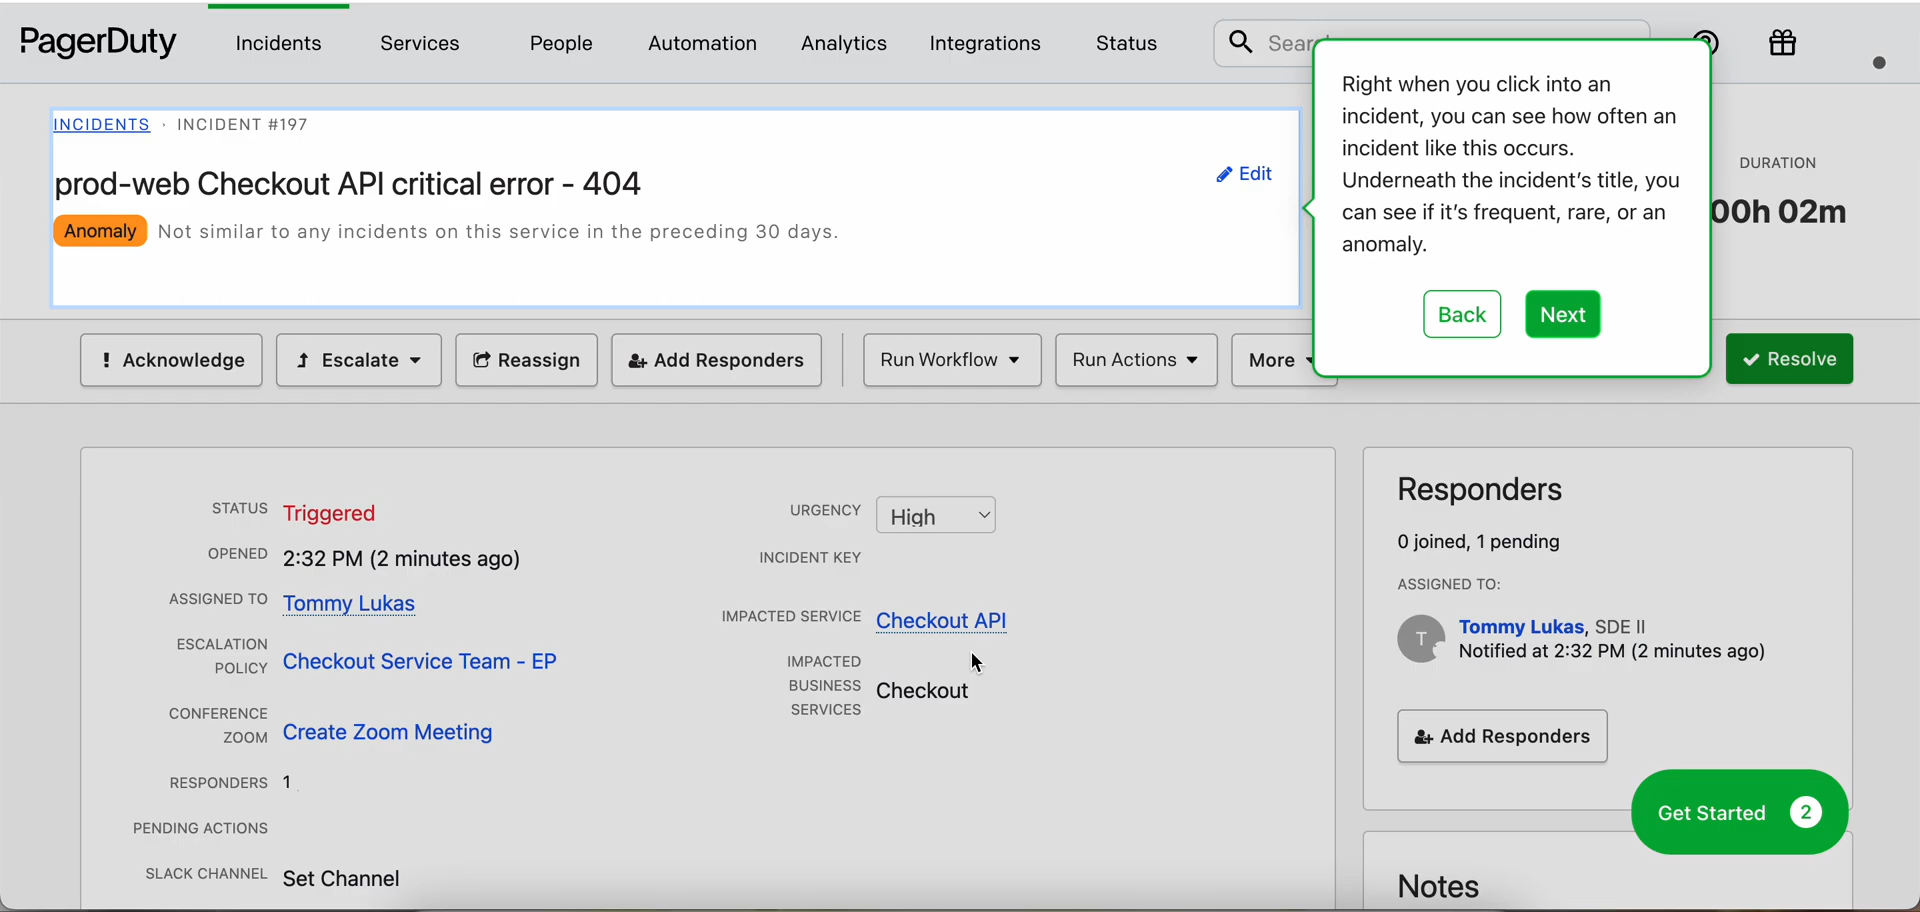 PagerDuty
Incidents
Services
People
Automation
Analytics
Integrations
Status
Right when you click into an
incident, you can see how often an
incident like this occurs.
Underneath the incident's title, you
can see if it's frequent, rare, or an
anomaly.
Back
Next
INCIDENTS · INCIDENT #197
prod-web Checkout API critical error - 404
Edit
Anomaly Not similar to any incidents on this service in the preceding 30 days.
DURATION
00h 02m
! Acknowledge
Escalate
Reassign
Add Responders
Run Workflow
Run Actions
More
Resolve
STATUS Triggered
OPENED 2:32 PM (2 minutes ago)
ASSIGNED TO Tommy Lukas
ESCALATION
POLICY
Checkout Service Team - EP
CONFERENCE
ZOOM
Create Zoom Meeting
RESPONDERS 1
PENDING ACTIONS
SLACK CHANNEL Set Channel
URGENCY High
INCIDENT KEY
IMPACTED SERVICE Checkout API
IMPACTED
BUSINESS
SERVICES
Checkout
Responders
0 joined, 1 pending
ASSIGNED TO:
T
Tommy Lukas, SDE II
Notified at 2:32 PM (2 minutes ago)
Add Responders
Get Started 2
Notes